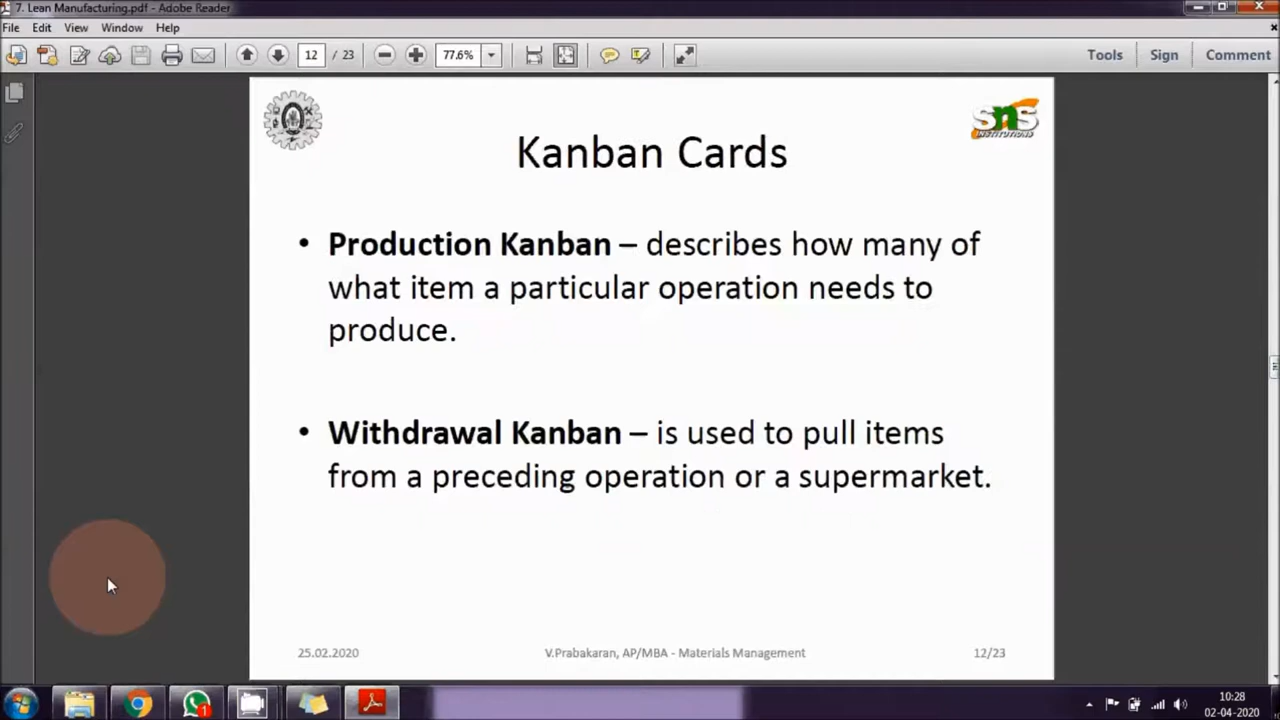 7. Lean Manufacturing.pdf - Adobe Reader
File Edit View Window Help
12 / 23 77.6% Tools Sign Comment
SNS
INSTITUTIONS
Kanban Cards
• Production Kanban – describes how many of
what item a particular operation needs to
produce.
• Withdrawal Kanban – is used to pull items
from a preceding operation or a supermarket.
25.02.2020 V.Prabakaran, AP/MBA - Materials Management 12/23
1
10:28
02-04-2020